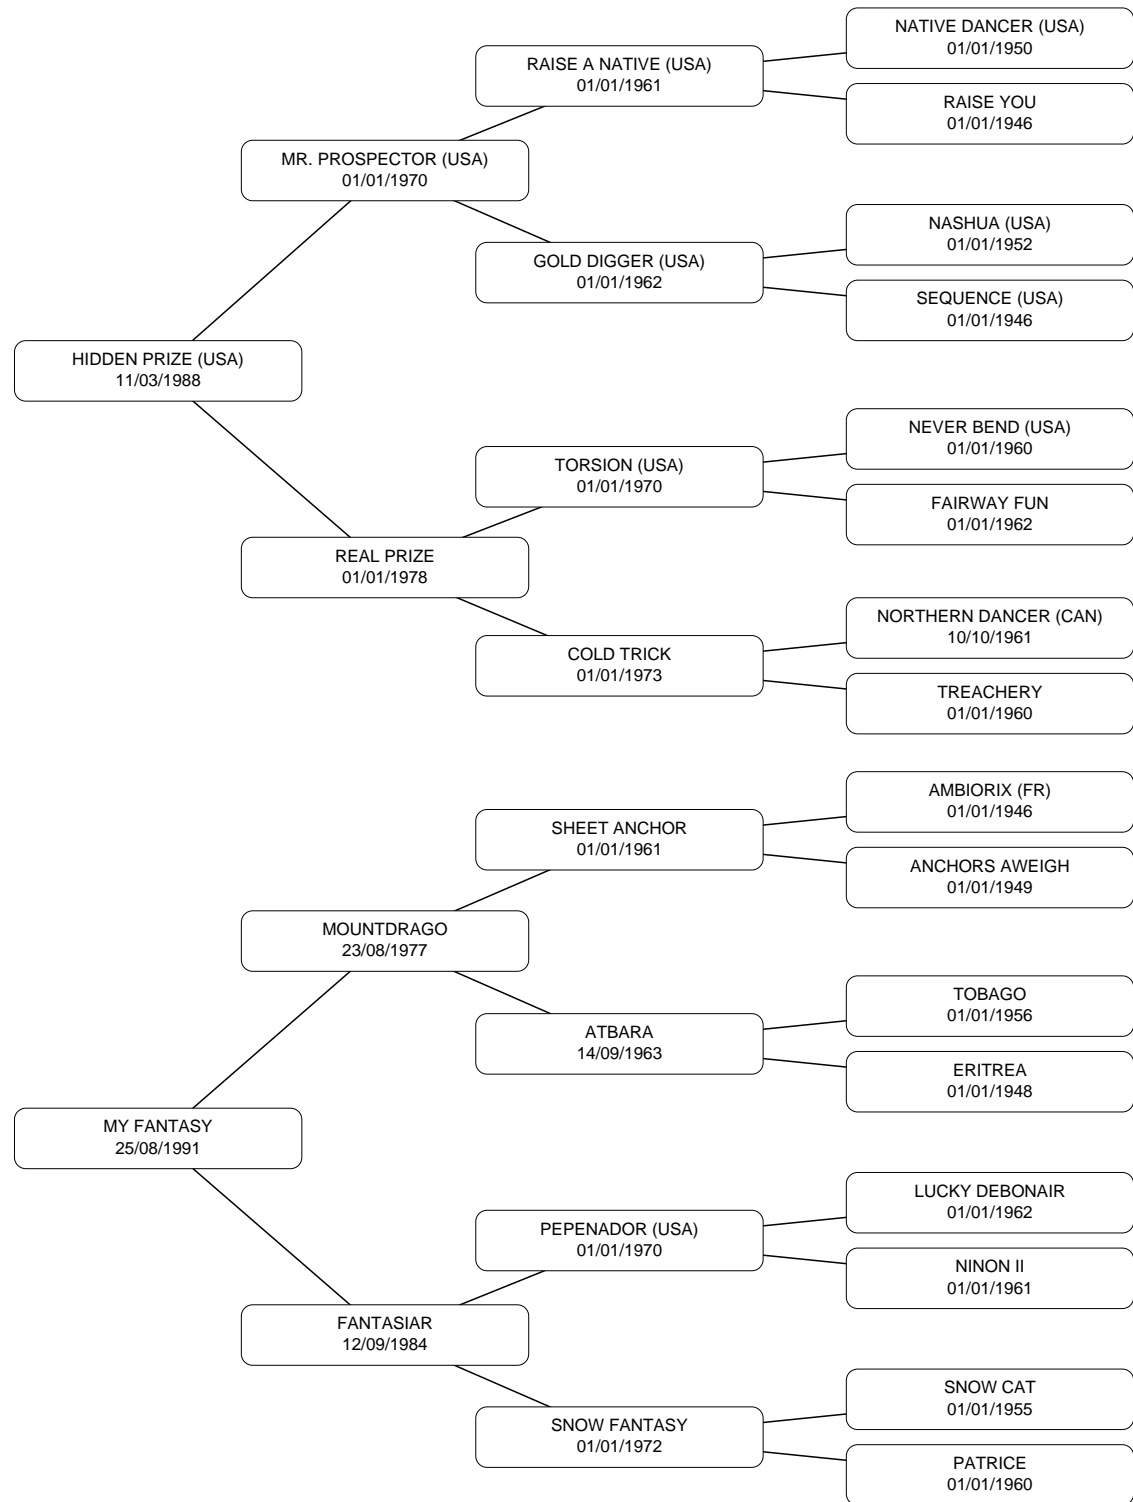 NATIVE DANCER (USA)
01/01/1950
RAISE A NATIVE (USA)
01/01/1961
RAISE YOU
01/01/1946
MR. PROSPECTOR (USA)
01/01/1970
NASHUA (USA)
01/01/1952
GOLD DIGGER (USA)
01/01/1962
SEQUENCE (USA)
01/01/1946
HIDDEN PRIZE (USA)
11/03/1988
NEVER BEND (USA)
01/01/1960
TORSION (USA)
01/01/1970
FAIRWAY FUN
01/01/1962
REAL PRIZE
01/01/1978
NORTHERN DANCER (CAN)
10/10/1961
COLD TRICK
01/01/1973
TREACHERY
01/01/1960
AMBIORIX (FR)
01/01/1946
SHEET ANCHOR
01/01/1961
ANCHORS AWEIGH
01/01/1949
MOUNTDRAGO
23/08/1977
TOBAGO
01/01/1956
ATBARA
14/09/1963
ERITREA
01/01/1948
MY FANTASY
25/08/1991
LUCKY DEBONAIR
01/01/1962
PEPENADOR (USA)
01/01/1970
NINON II
01/01/1961
FANTASIAR
12/09/1984
SNOW CAT
01/01/1955
SNOW FANTASY
01/01/1972
PATRICE
01/01/1960